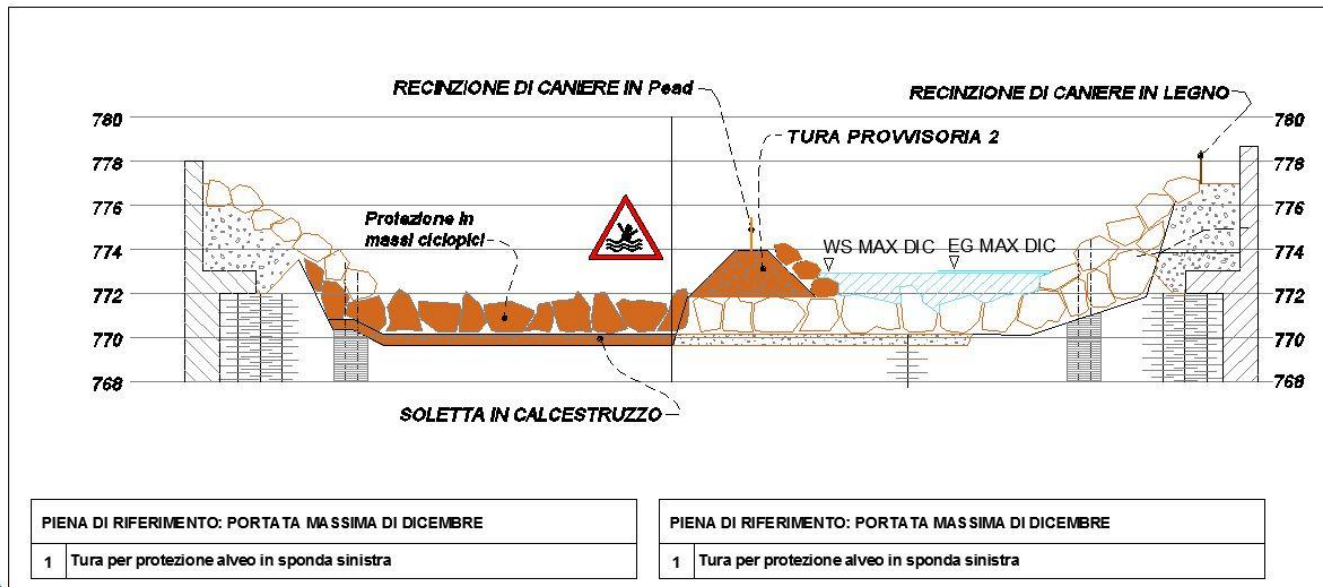 RECINZIONE DI CANIERE IN Pead
RECINZIONE DI CANIERE IN LEGNO
780
780
TURA PROVVISORIA 2
778
778
776
776
Protezione in
massi ciclopici
774
WS MAX DIC
EG MAX DIC
774
772
772
770
770
768
768
SOLETTA IN CALCESTRUZZO
PIENA DI RIFERIMENTO: PORTATA MASSIMA DI DICEMBRE
1 Tura per protezione alveo in sponda sinistra
PIENA DI RIFERIMENTO: PORTATA MASSIMA DI DICEMBRE
1 Tura per protezione alveo in sponda sinistra